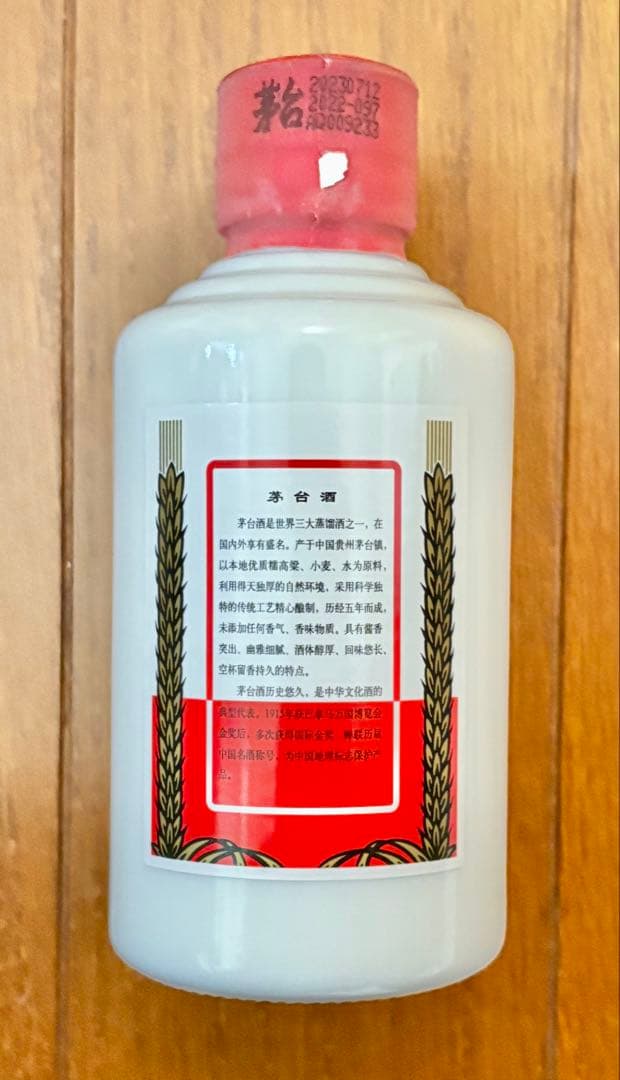 茅台
20230712
2022-097
AQ009233
茅台酒
茅台酒是世界三大蒸馏酒之一，在
国内外享有盛名。产于中国贵州茅台镇，
以本地优质糯高粱、小麦、水为原料，
利用得天独厚的自然环境，采用科学独
特的传统工艺精心酿制，历经五年而成，
未添加任何香气、香味物质。具有酱香
突出、幽雅细腻、酒体醇厚、回味悠长、
空杯留香持久的特点。
茅台酒历史悠久，是中华文化酒的
典型代表。1915年获巴拿马万国博览会
金奖后，多次获得国际金奖，蝉联历届
中国名酒称号，为中国地理标志保护产
品。